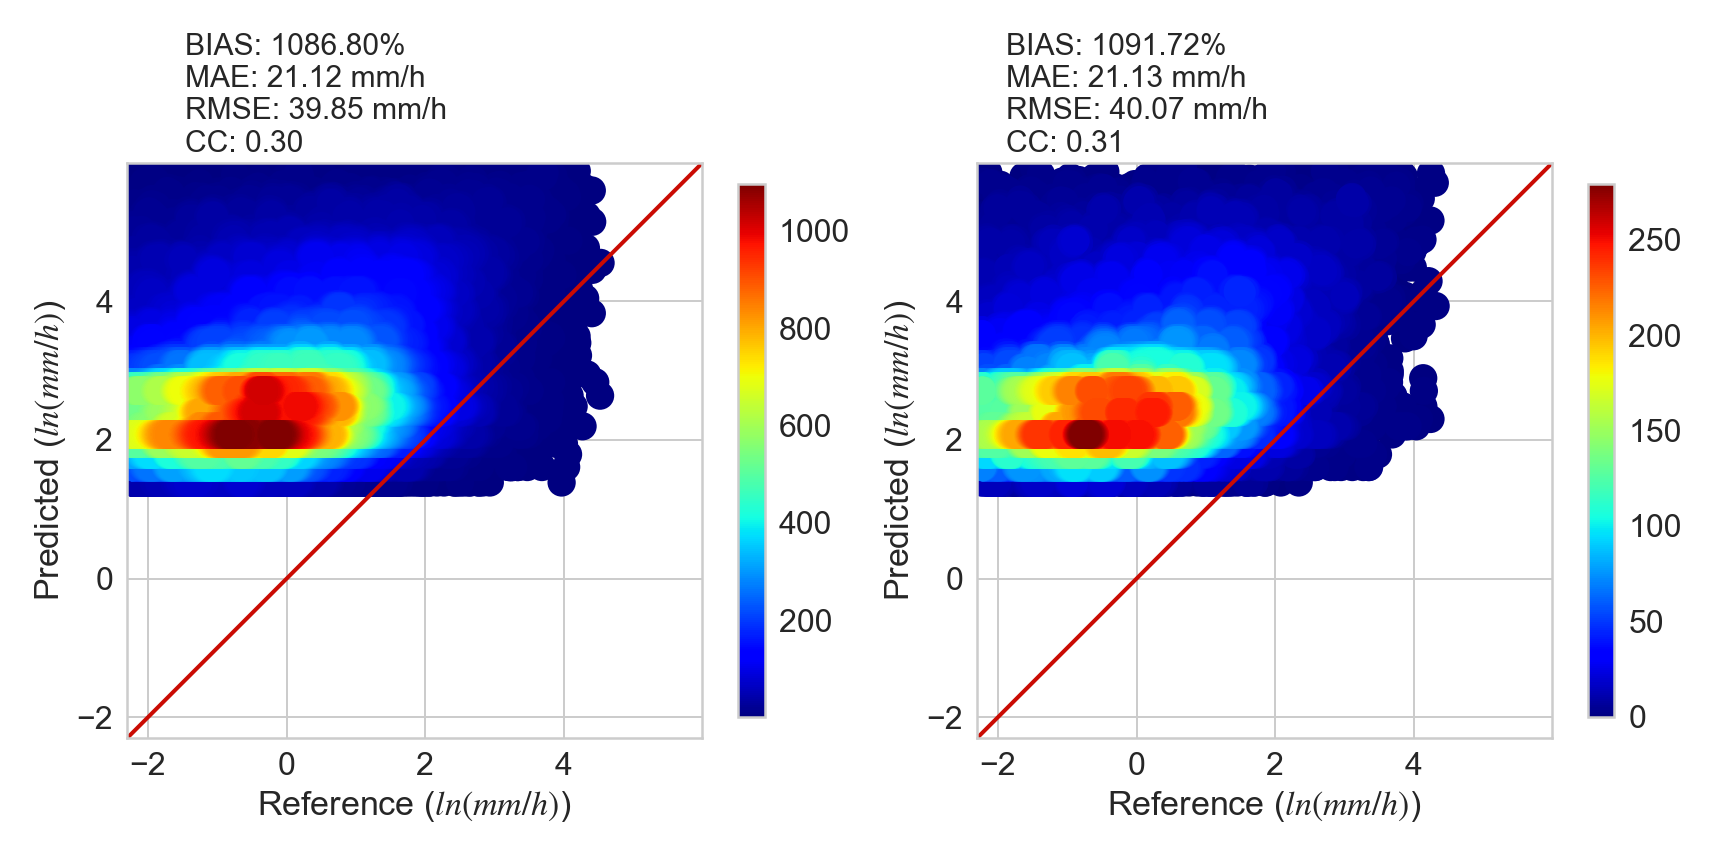 BIAS: 1086.80%
MAE: 21.12 mm/h
RMSE: 39.85 mm/h
CC: 0.30
Predicted (ln(mm/h))
4
2
0
−2
−2 0 2 4
Reference (ln(mm/h))
1000
800
600
400
200
BIAS: 1091.72%
MAE: 21.13 mm/h
RMSE: 40.07 mm/h
CC: 0.31
Predicted (ln(mm/h))
4
2
0
−2
−2 0 2 4
Reference (ln(mm/h))
250
200
150
100
50
0